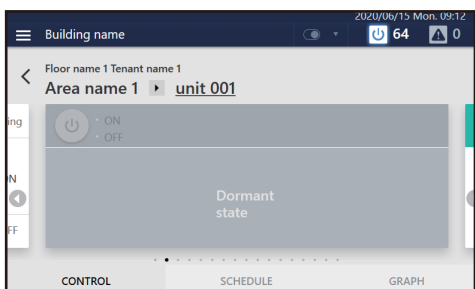 2020/06/15 Mon. 09:12
Building name
64
0
Floor name 1 Tenant name 1
Area name 1 unit 001
ing
ON
OFF
Dormant
state
ON
FF
CONTROL SCHEDULE GRAPH